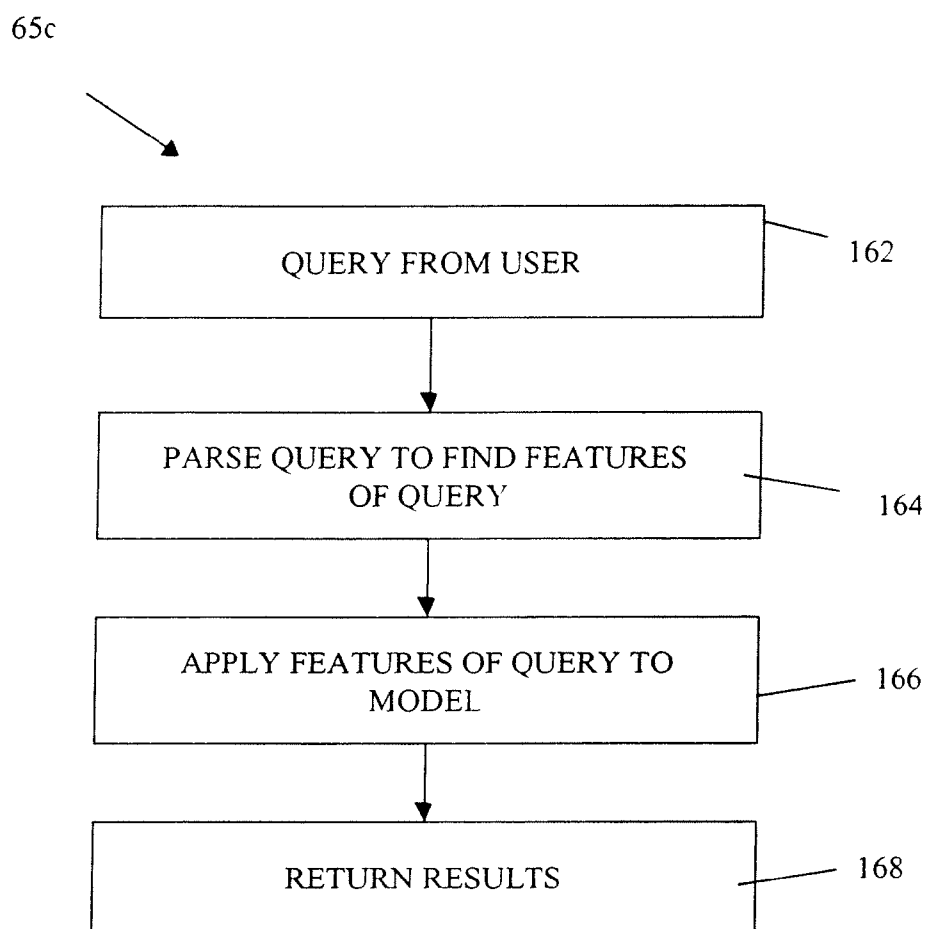 65c
QUERY FROM USER
162
PARSE QUERY TO FIND FEATURES
OF QUERY
164
APPLY FEATURES OF QUERY TO
MODEL
166
RETURN RESULTS
168